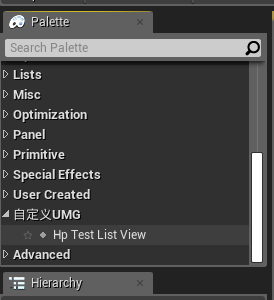 Palette
Search Palette
Lists
Misc
Optimization
Panel
Primitive
Special Effects
User Created
自定义UMG
Hp Test List View
Advanced
Hierarchy